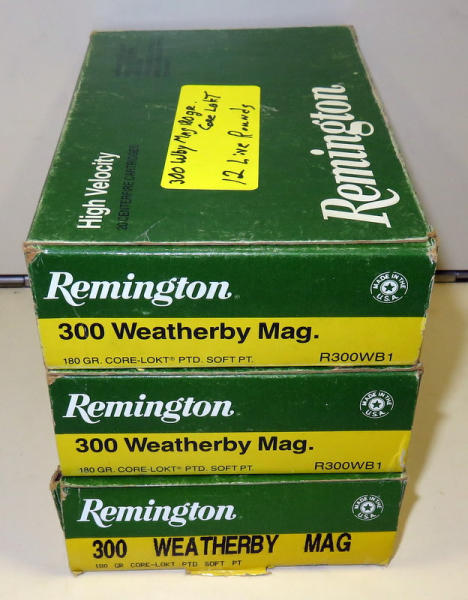 High Velocity
20 CENTERFIRE CARTRIDGES
300 Wby Mag 180 gr.
Core Lokt
12 Live Rounds
Remington
Remington
MADE IN THE U.S.A.
300 Weatherby Mag.
180 GR. CORE-LOKT® PTD. SOFT PT. R300WB1
Remington
MADE IN THE U.S.A.
300 Weatherby Mag.
180 GR. CORE-LOKT® PTD. SOFT PT. R300WB1
Remington
MADE IN THE U.S.A.
300 WEATHERBY MAG
180 GR CORE-LOKT PTD SOFT PT